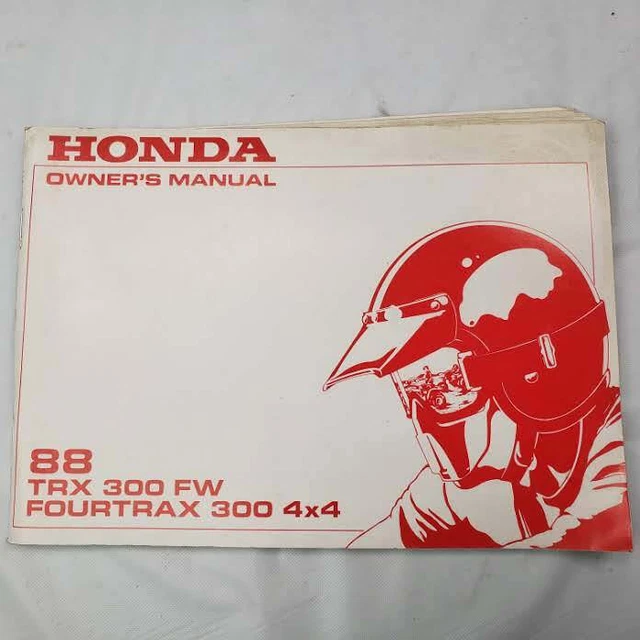 HONDA
OWNER'S MANUAL
88
TRX 300 FW
FOURTRAX 300 4x4